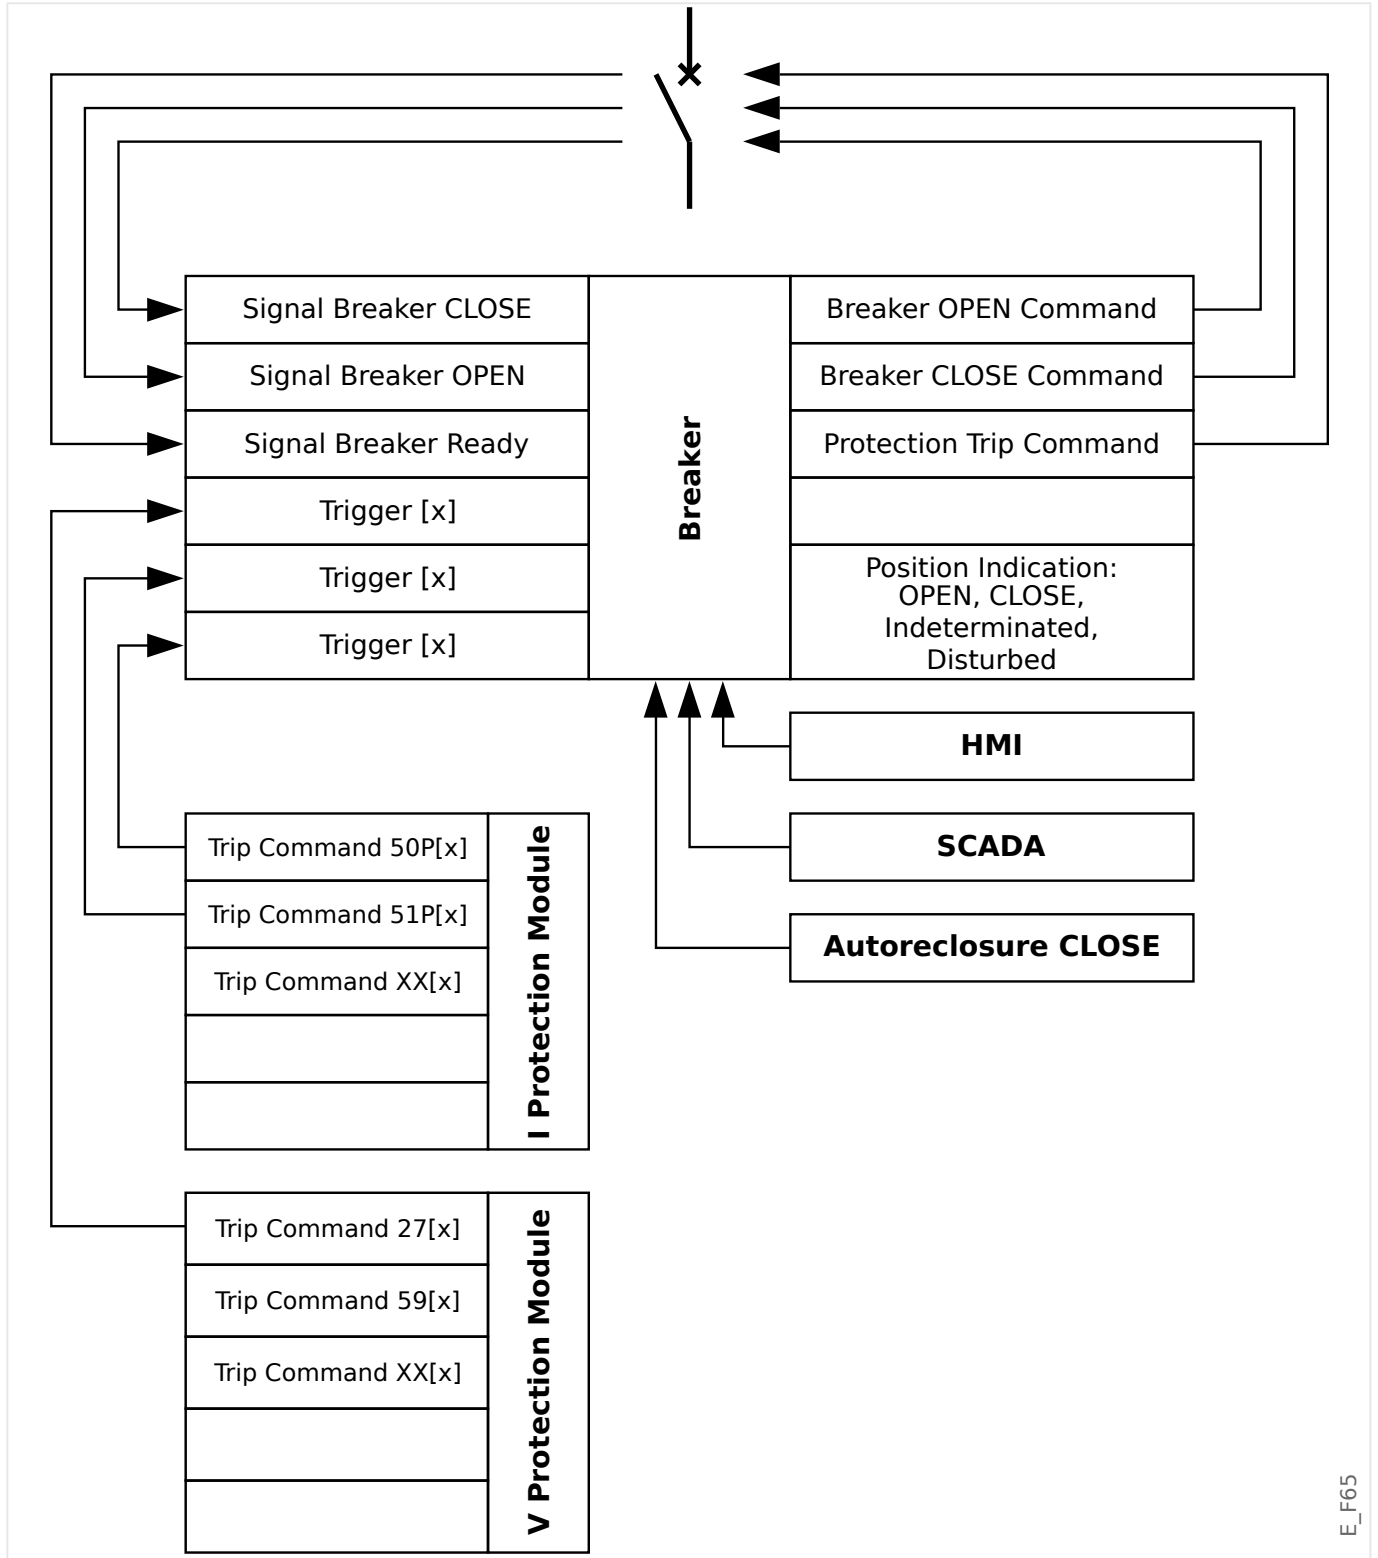 Signal Breaker CLOSE
Signal Breaker OPEN
Signal Breaker Ready
Trigger [x]
Trigger [x]
Trigger [x]
Breaker
Breaker OPEN Command
Breaker CLOSE Command
Protection Trip Command
Position Indication:
OPEN, CLOSE,
Indeterminated,
Disturbed
HMI
SCADA
Autoreclosure CLOSE
Trip Command 50P[x]
Trip Command 51P[x]
Trip Command XX[x]
I Protection Module
Trip Command 27[x]
Trip Command 59[x]
Trip Command XX[x]
V Protection Module
E_F65